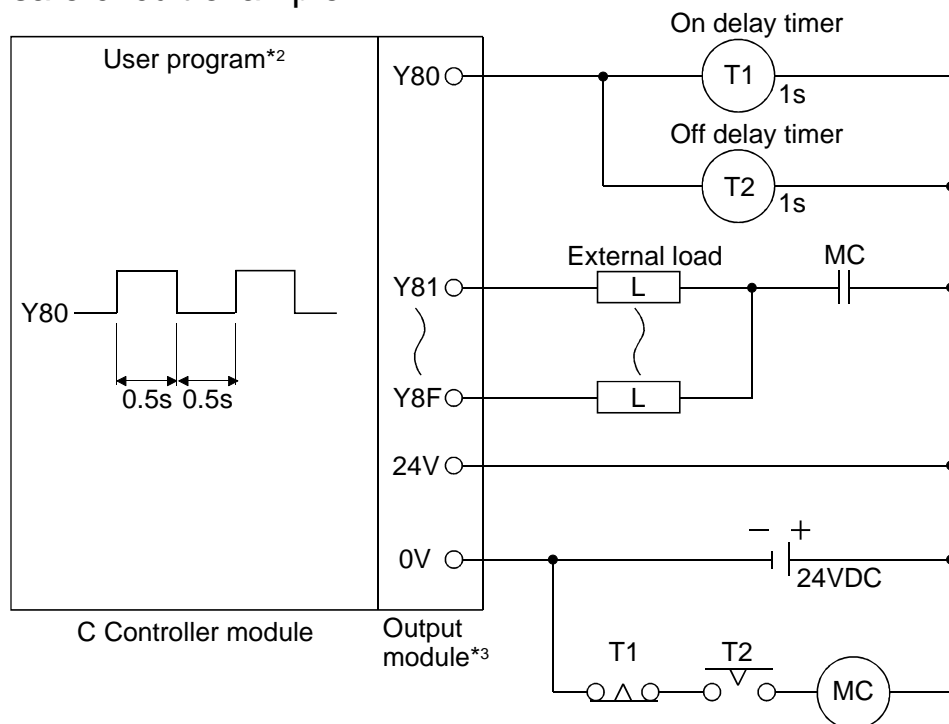 User program*2
On delay timer
Y80
T1
1s
Off delay timer
T2
1s
External load
MC
Y81
L
Y80
0.5s 0.5s
Y8F
L
24V
− +
0V
24VDC
C Controller module
Output
module*3
T1
T2
MC